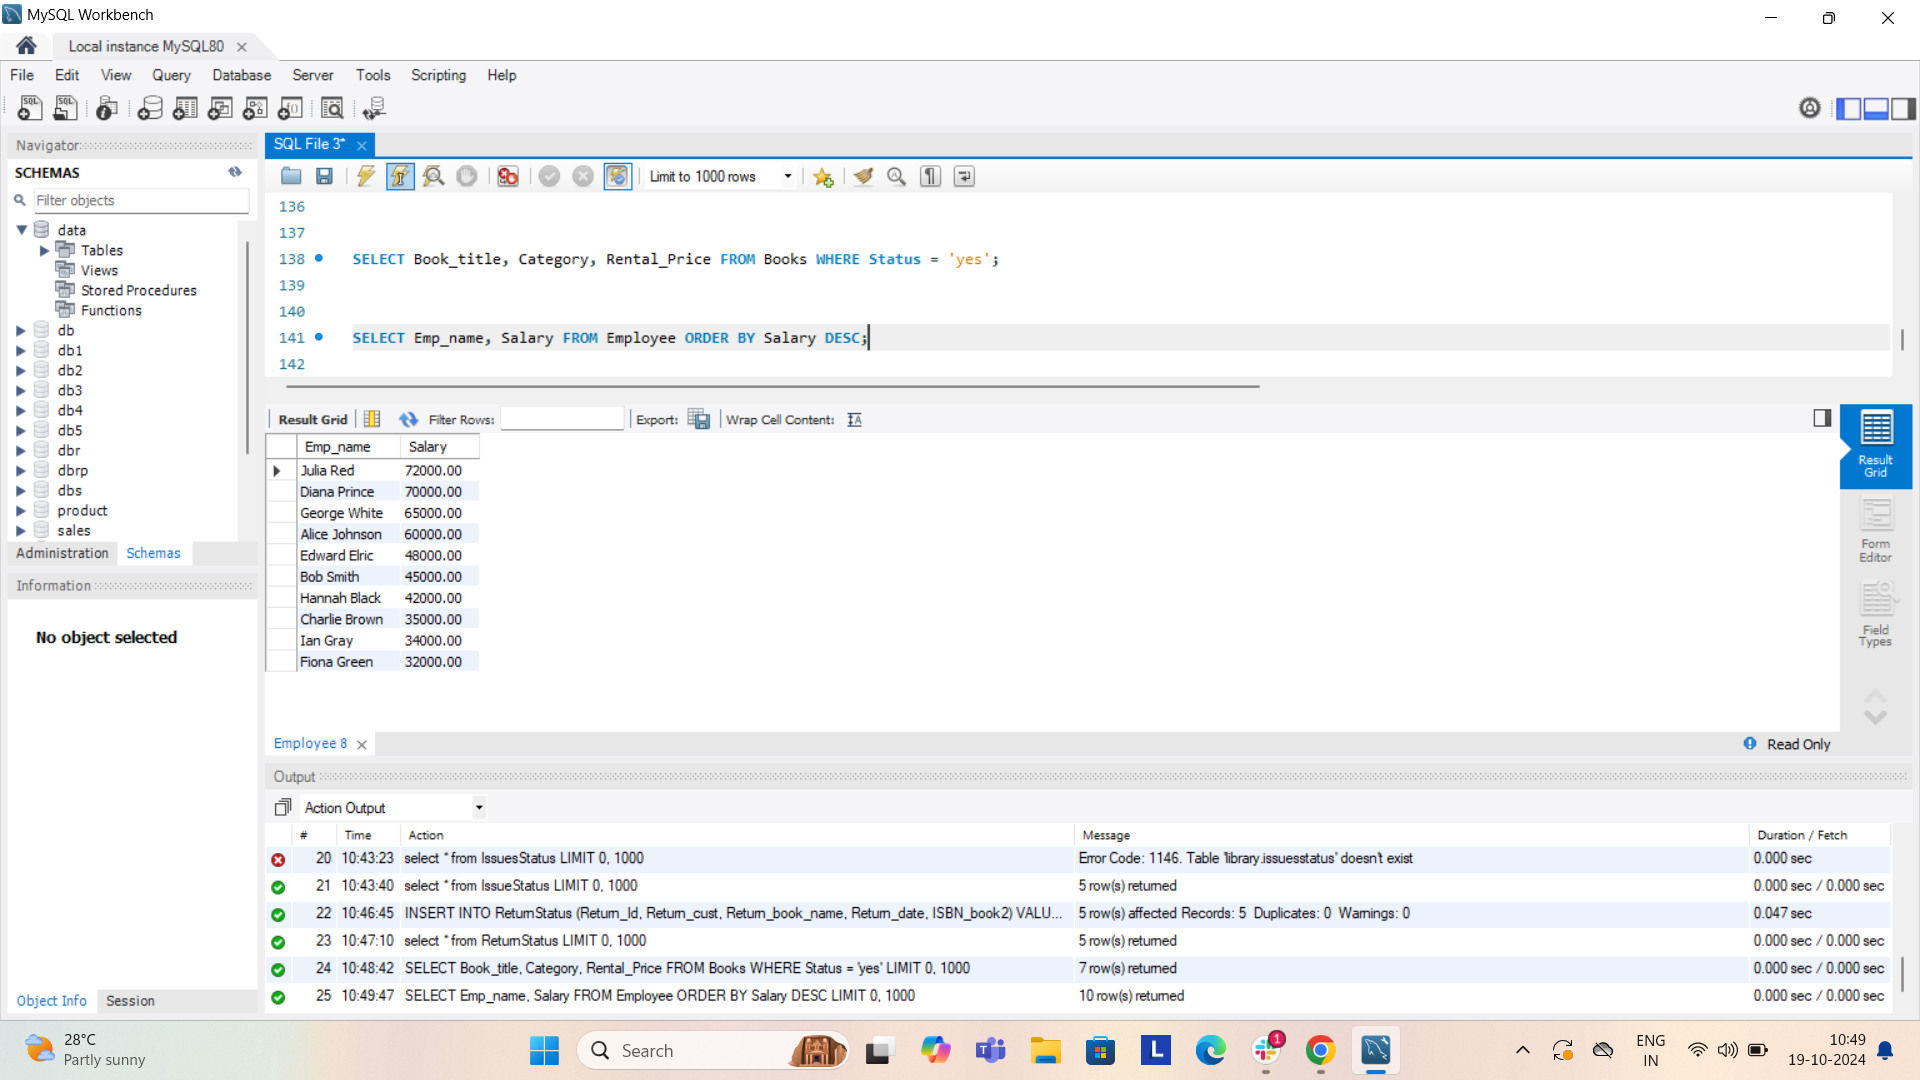 MySQL Workbench
Local instance MySQL80
File Edit View Query Database Server Tools Scripting Help
Navigator
SCHEMAS
Filter objects
data
Tables
Views
Stored Procedures
Functions
db
db1
db2
db3
db4
db5
dbr
dbrp
dbs
product
sales
Administration Schemas
Information
No object selected
Object Info Session
SQL File 3*
Limit to 1000 rows
136
137
138 SELECT Book_title, Category, Rental_Price FROM Books WHERE Status = 'yes';
139
140
141 SELECT Emp_name, Salary FROM Employee ORDER BY Salary DESC;
142
Result Grid Filter Rows: Export: Wrap Cell Content:
Emp_name Salary
Julia Red 72000.00
Diana Prince 70000.00
George White 65000.00
Alice Johnson 60000.00
Edward Elric 48000.00
Bob Smith 45000.00
Hannah Black 42000.00
Charlie Brown 35000.00
Ian Gray 34000.00
Fiona Green 32000.00
Result
Grid
Form
Editor
Field
Types
Employee 8
Read Only
Output
Action Output
# Time Action Message Duration / Fetch
20 10:43:23 select * from IssuesStatus LIMIT 0, 1000 Error Code: 1146. Table 'library.issuesstatus' doesn't exist 0.000 sec
21 10:43:40 select * from IssueStatus LIMIT 0, 1000 5 row(s) returned 0.000 sec / 0.000 sec
22 10:46:45 INSERT INTO ReturnStatus (Return_Id, Return_cust, Return_book_name, Return_date, ISBN_book2) VALU... 5 row(s) affected Records: 5 Duplicates: 0 Warnings: 0 0.047 sec
23 10:47:10 select * from ReturnStatus LIMIT 0, 1000 5 row(s) returned 0.000 sec / 0.000 sec
24 10:48:42 SELECT Book_title, Category, Rental_Price FROM Books WHERE Status = 'yes' LIMIT 0, 1000 7 row(s) returned 0.000 sec / 0.000 sec
25 10:49:47 SELECT Emp_name, Salary FROM Employee ORDER BY Salary DESC LIMIT 0, 1000 10 row(s) returned 0.000 sec / 0.000 sec
28°C
Partly sunny
Search
1
ENG
IN
10:49
19-10-2024